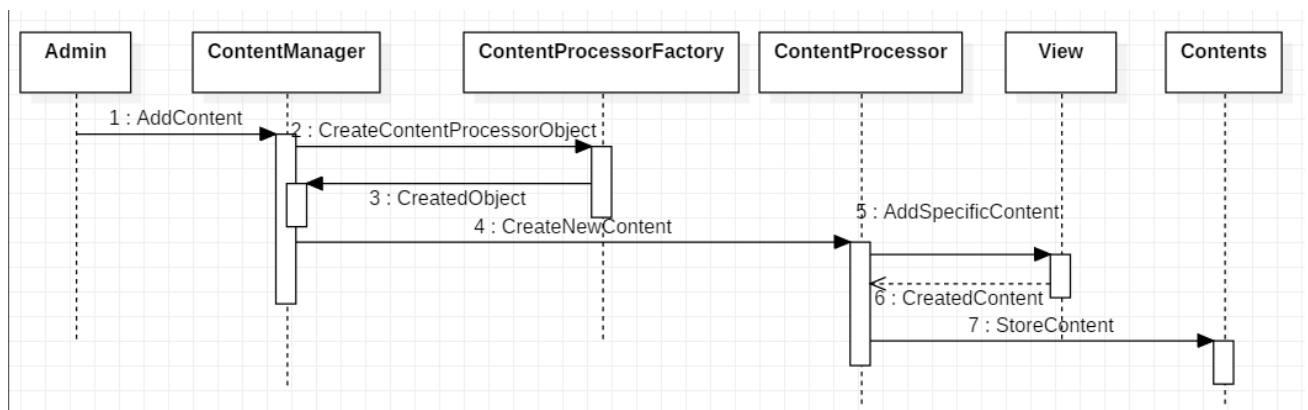 Admin
ContentManager
ContentProcessorFactory
ContentProcessor
View
Contents
1 : AddContent
2 : CreateContentProcessorObject
3 : CreatedObject
4 : CreateNewContent
5 : AddSpecificContent
6 : CreatedContent
7 : StoreContent